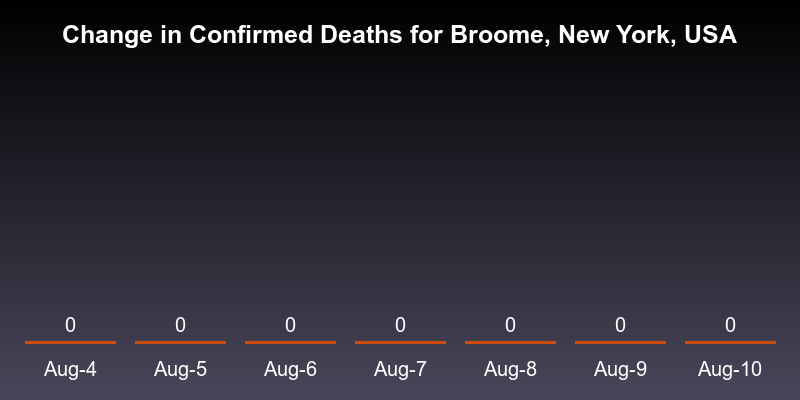 Change in Confirmed Deaths for Broome, New York, USA
0 0 0 0 0 0 0
Aug-4 Aug-5 Aug-6 Aug-7 Aug-8 Aug-9 Aug-10